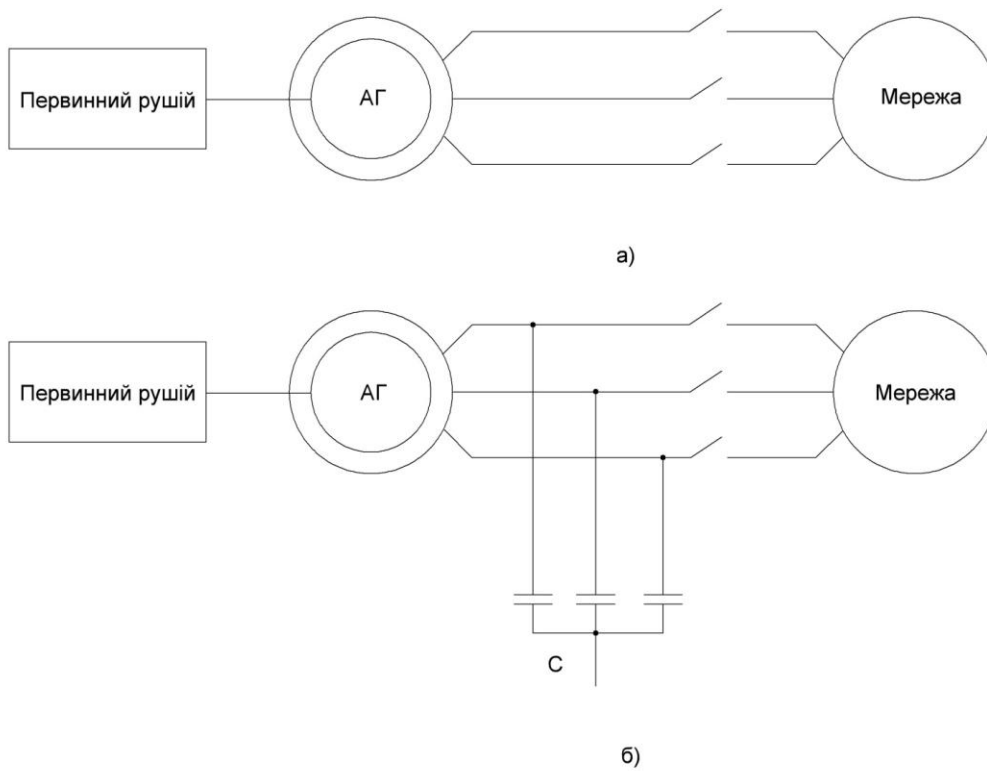 Первинний рушій
АГ
Мережа
а)
Первинний рушій
АГ
Мережа
С
б)